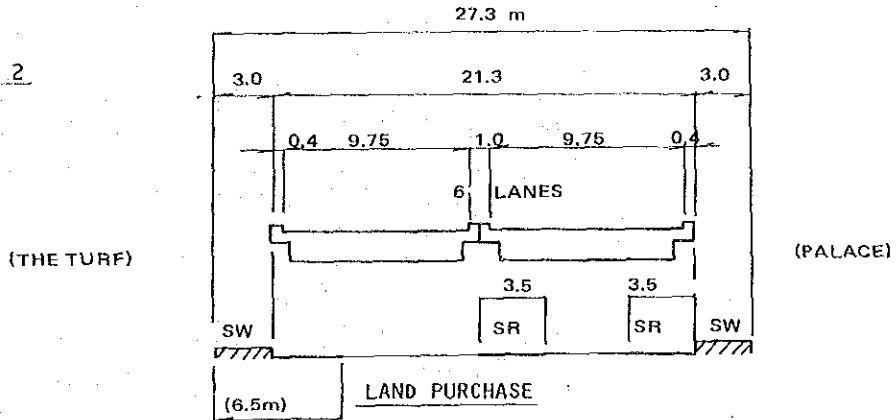 27.3 m
2
3.0 21.3 3.0
0.4 9.75 1.0 9.75 0.4
6 LANES
(THE TURF) (PALACE)
3.5 3.5
SW SR SR SW
(6.5m) LAND PURCHASE